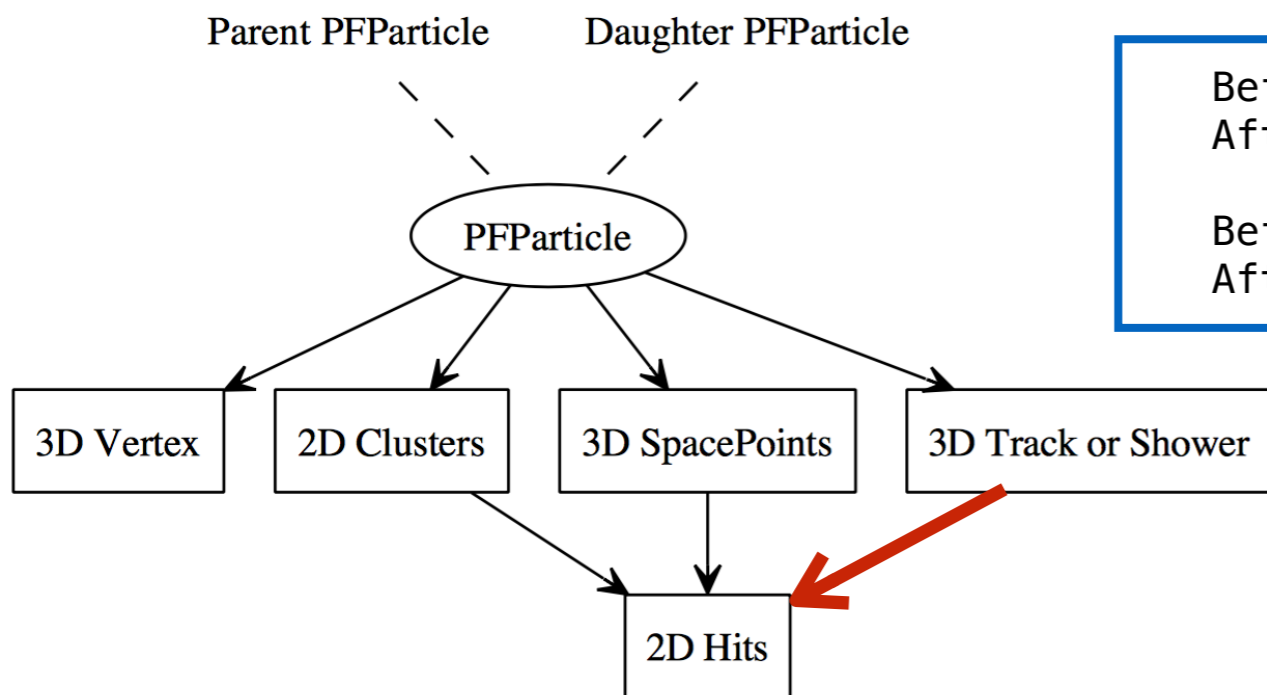 Parent PFParticle
Daughter PFParticle
PFParticle
3D Vertex
2D Clusters
3D SpacePoints
3D Track or Shower
2D Hits